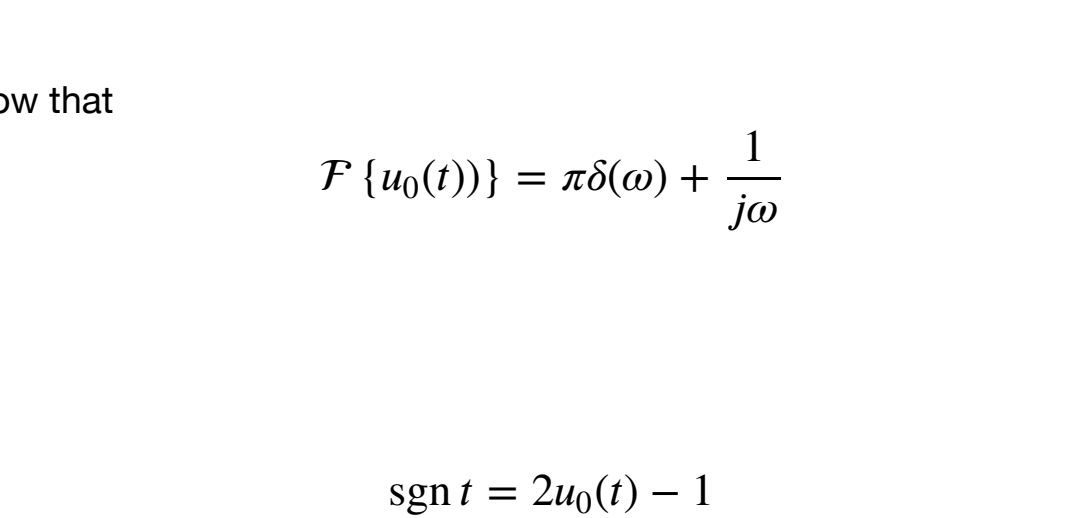 ow that
ℱ {u₀(t))} = πδ(ω) + 1/jω
sgn t = 2u₀(t) − 1